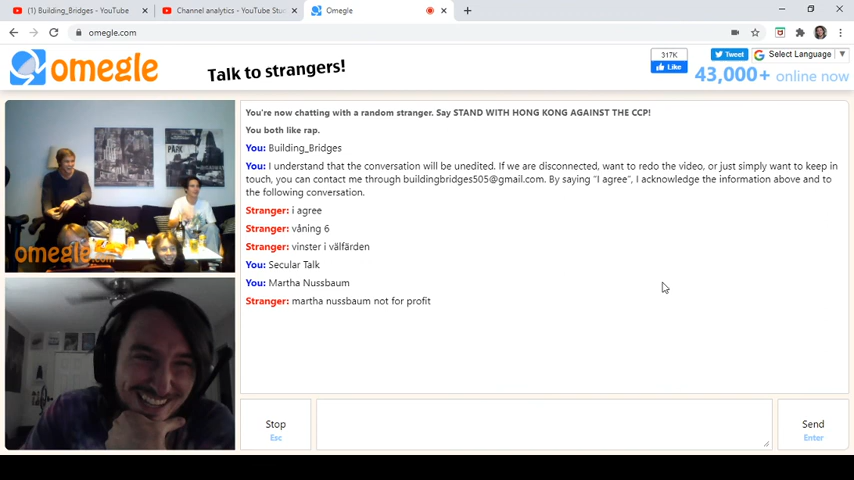 (1) Building_Bridges - YouTube
Channel analytics - YouTube Stu
Omegle
omegle.com
omegle
Talk to strangers!
317K
Like
Tweet
Select Language
43,000+ online now
You're now chatting with a random stranger. Say STAND WITH HONG KONG AGAINST THE CCP!
You both like rap.
You: Building_Bridges
You: I understand that the conversation will be unedited. If we are disconnected, want to redo the video, or just simply want to keep in
touch, you can contact me through buildingbridges505@gmail.com. By saying "I agree", I acknowledge the information above and to
the following conversation.
Stranger: i agree
Stranger: våning 6
Stranger: vinster i välfärden
You: Secular Talk
You: Martha Nussbaum
Stranger: martha nussbaum not for profit
PARK
omegle
Stop
Esc
Send
Enter